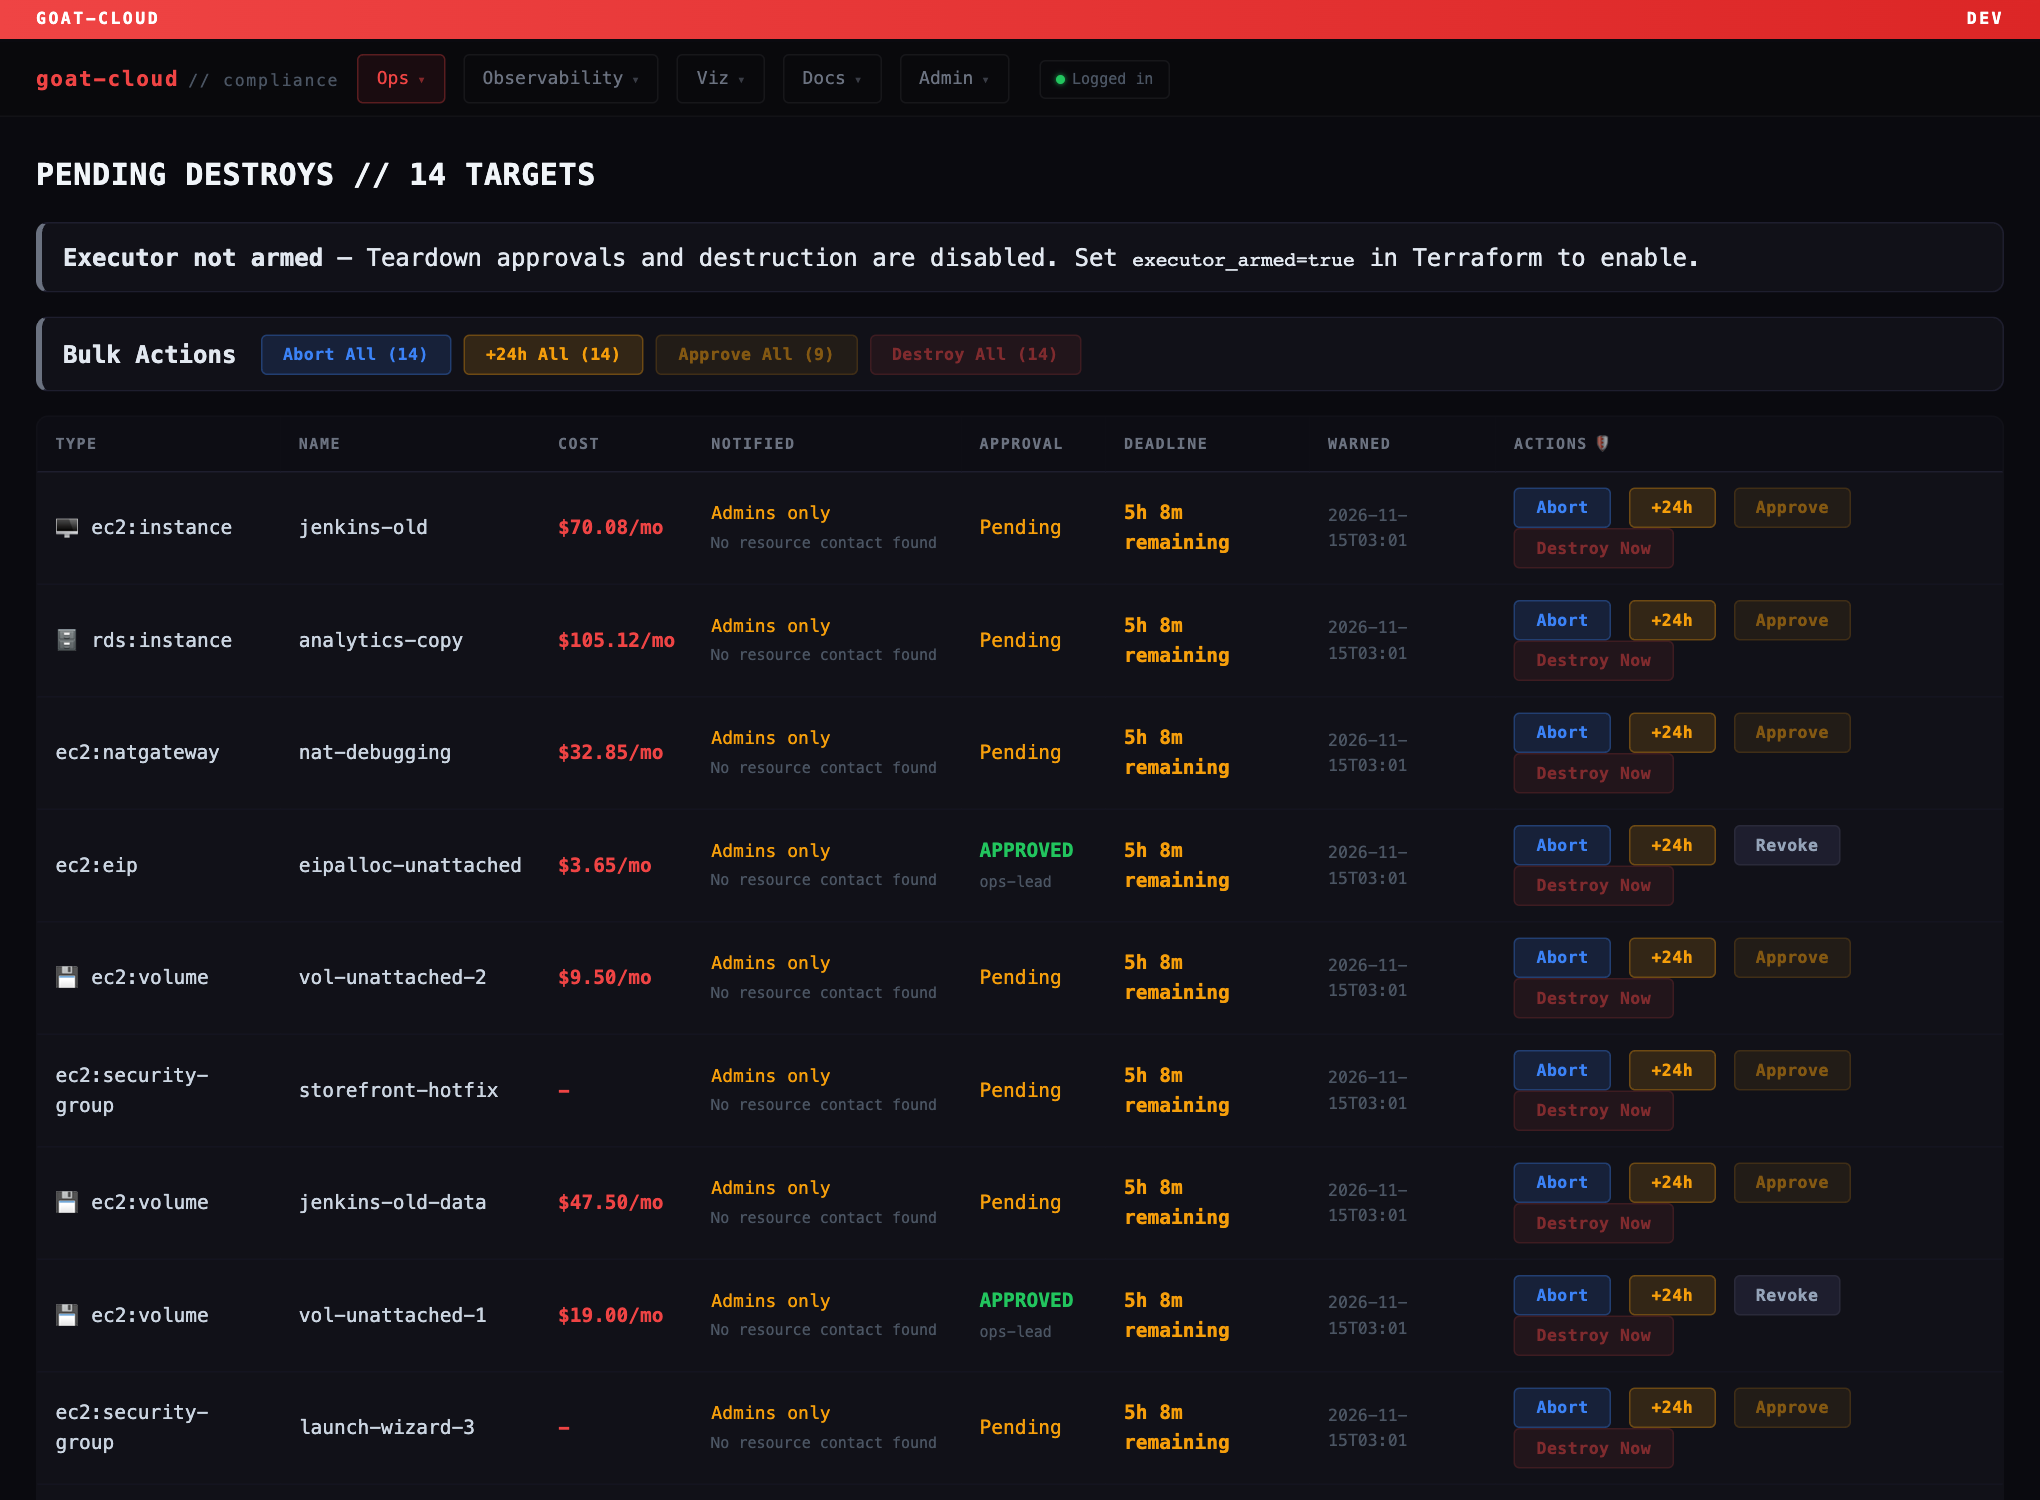 GOAT-CLOUD DEV
goat-cloud // compliance Ops ▾ Observability ▾ Viz ▾ Docs ▾ Admin ▾ Logged in
PENDING DESTROYS // 14 TARGETS
Executor not armed — Teardown approvals and destruction are disabled. Set executor_armed=true in Terraform to enable.
Bulk Actions Abort All (14) +24h All (14) Approve All (9) Destroy All (14)
TYPE NAME COST NOTIFIED APPROVAL DEADLINE WARNED ACTIONS
ec2:instance jenkins-old $70.08/mo Admins only Pending 5h 8m 2026-11- Abort +24h Approve
No resource contact found remaining 15T03:01 Destroy Now
rds:instance analytics-copy $105.12/mo Admins only Pending 5h 8m 2026-11- Abort +24h Approve
No resource contact found remaining 15T03:01 Destroy Now
ec2:natgateway nat-debugging $32.85/mo Admins only Pending 5h 8m 2026-11- Abort +24h Approve
No resource contact found remaining 15T03:01 Destroy Now
ec2:eip eipalloc-unattached $3.65/mo Admins only APPROVED 5h 8m 2026-11- Abort +24h Revoke
No resource contact found ops-lead remaining 15T03:01 Destroy Now
ec2:volume vol-unattached-2 $9.50/mo Admins only Pending 5h 8m 2026-11- Abort +24h Approve
No resource contact found remaining 15T03:01 Destroy Now
ec2:security- storefront-hotfix – Admins only Pending 5h 8m 2026-11- Abort +24h Approve
group No resource contact found remaining 15T03:01 Destroy Now
ec2:volume jenkins-old-data $47.50/mo Admins only Pending 5h 8m 2026-11- Abort +24h Approve
No resource contact found remaining 15T03:01 Destroy Now
ec2:volume vol-unattached-1 $19.00/mo Admins only APPROVED 5h 8m 2026-11- Abort +24h Revoke
No resource contact found ops-lead remaining 15T03:01 Destroy Now
ec2:security- launch-wizard-3 – Admins only Pending 5h 8m 2026-11- Abort +24h Approve
group No resource contact found remaining 15T03:01 Destroy Now